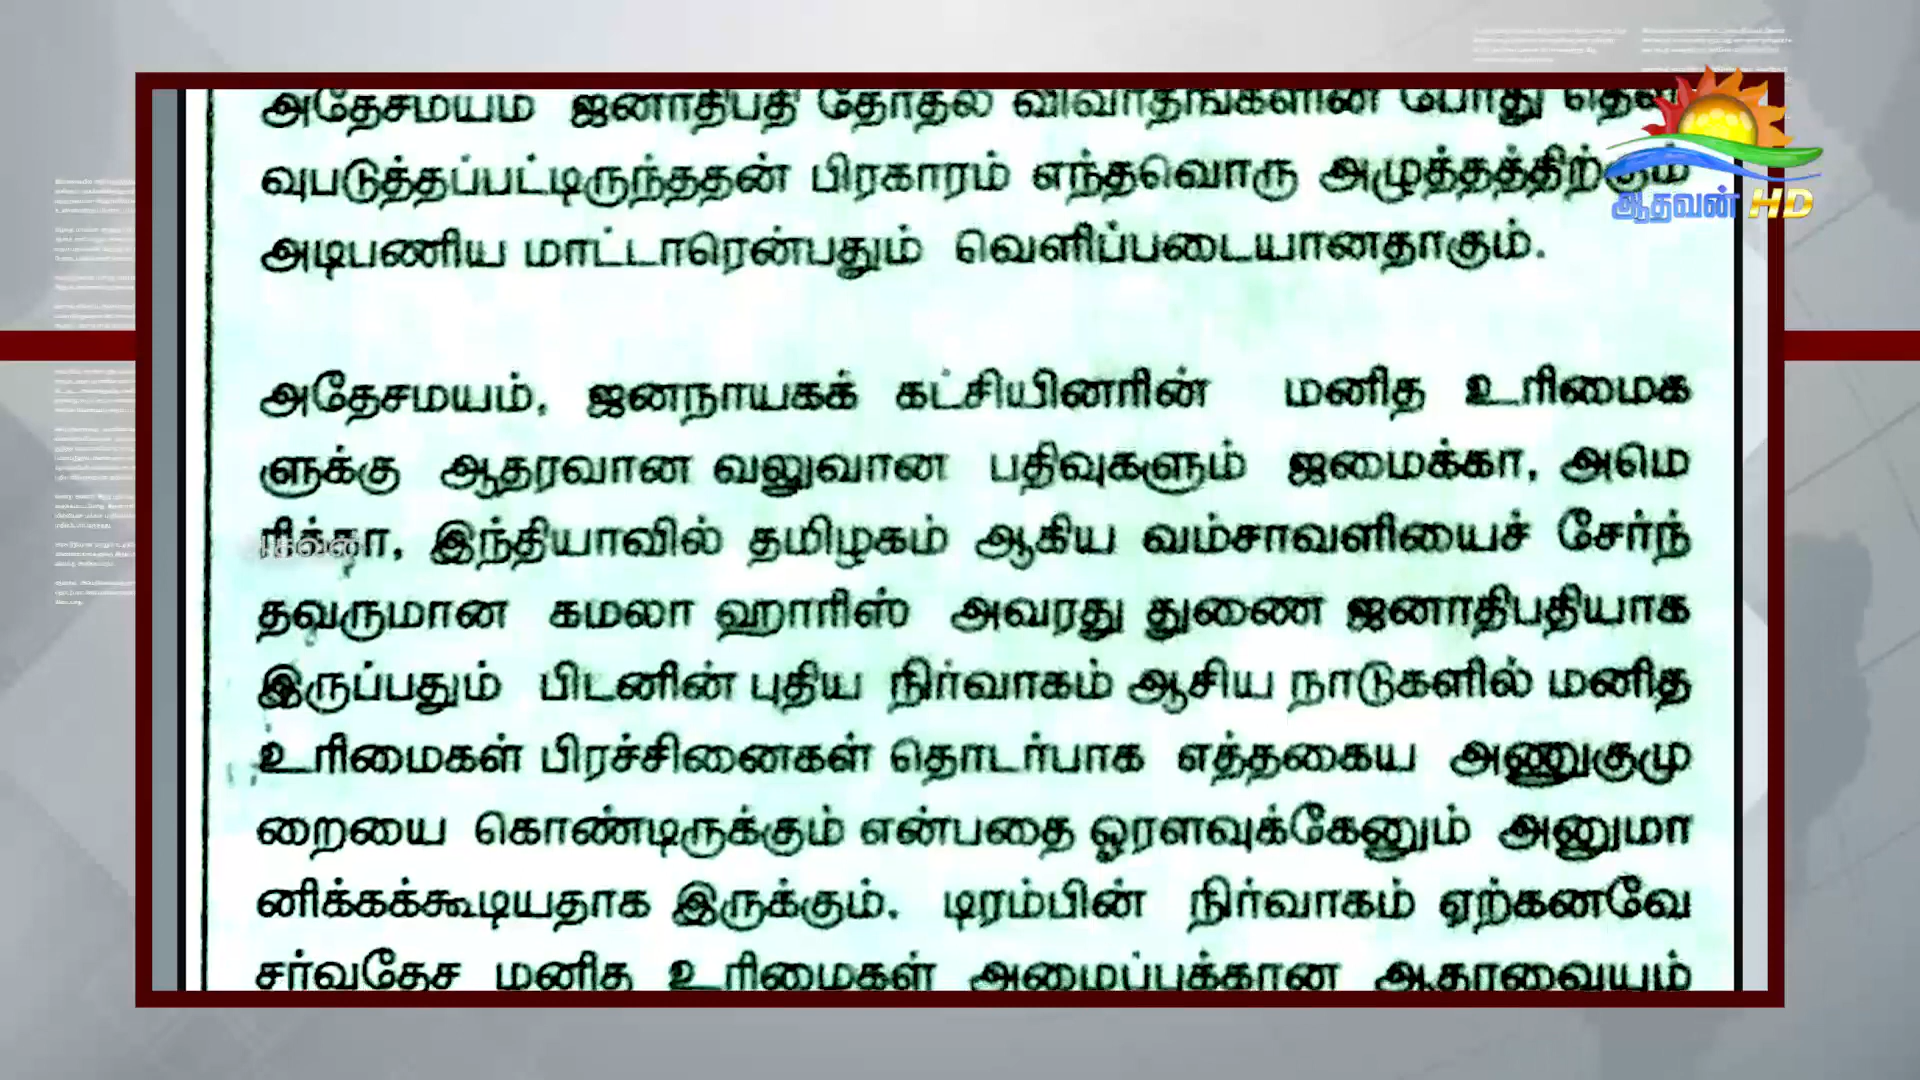 அதேசமயம் ஜனாதிபதி தேர்தல் விவாதங்களின் போது தெளி
வுபடுத்தப்பட்டிருந்ததன் பிரகாரம் எந்தவொரு அழுத்தத்திற்கும்
ஆதவன் HD
அடிபணிய மாட்டாரென்பதும் வெளிப்படையானதாகும்.
அதேசமயம், ஜனநாயகக் கட்சியினரின் மனித உரிமைக
ளுக்கு ஆதரவான வலுவான பதிவுகளும் ஜமைக்கா, அமெ
ரிக்கா, இந்தியாவில் தமிழகம் ஆகிய வம்சாவளியைச் சேர்ந்
தவருமான கமலா ஹாரிஸ் அவரது துணை ஜனாதிபதியாக
இருப்பதும் பிடனின் புதிய நிர்வாகம் ஆசிய நாடுகளில் மனித
உரிமைகள் பிரச்சினைகள் தொடர்பாக எத்தகைய அணுகுமு
றையை கொண்டிருக்கும் என்பதை ஓரளவுக்கேனும் அனுமா
னிக்கக்கூடியதாக இருக்கும். டிரம்பின் நிர்வாகம் ஏற்கனவே
சர்வதேச மனித உரிமைகள் அமைப்புக்கான ஆதரவையும்